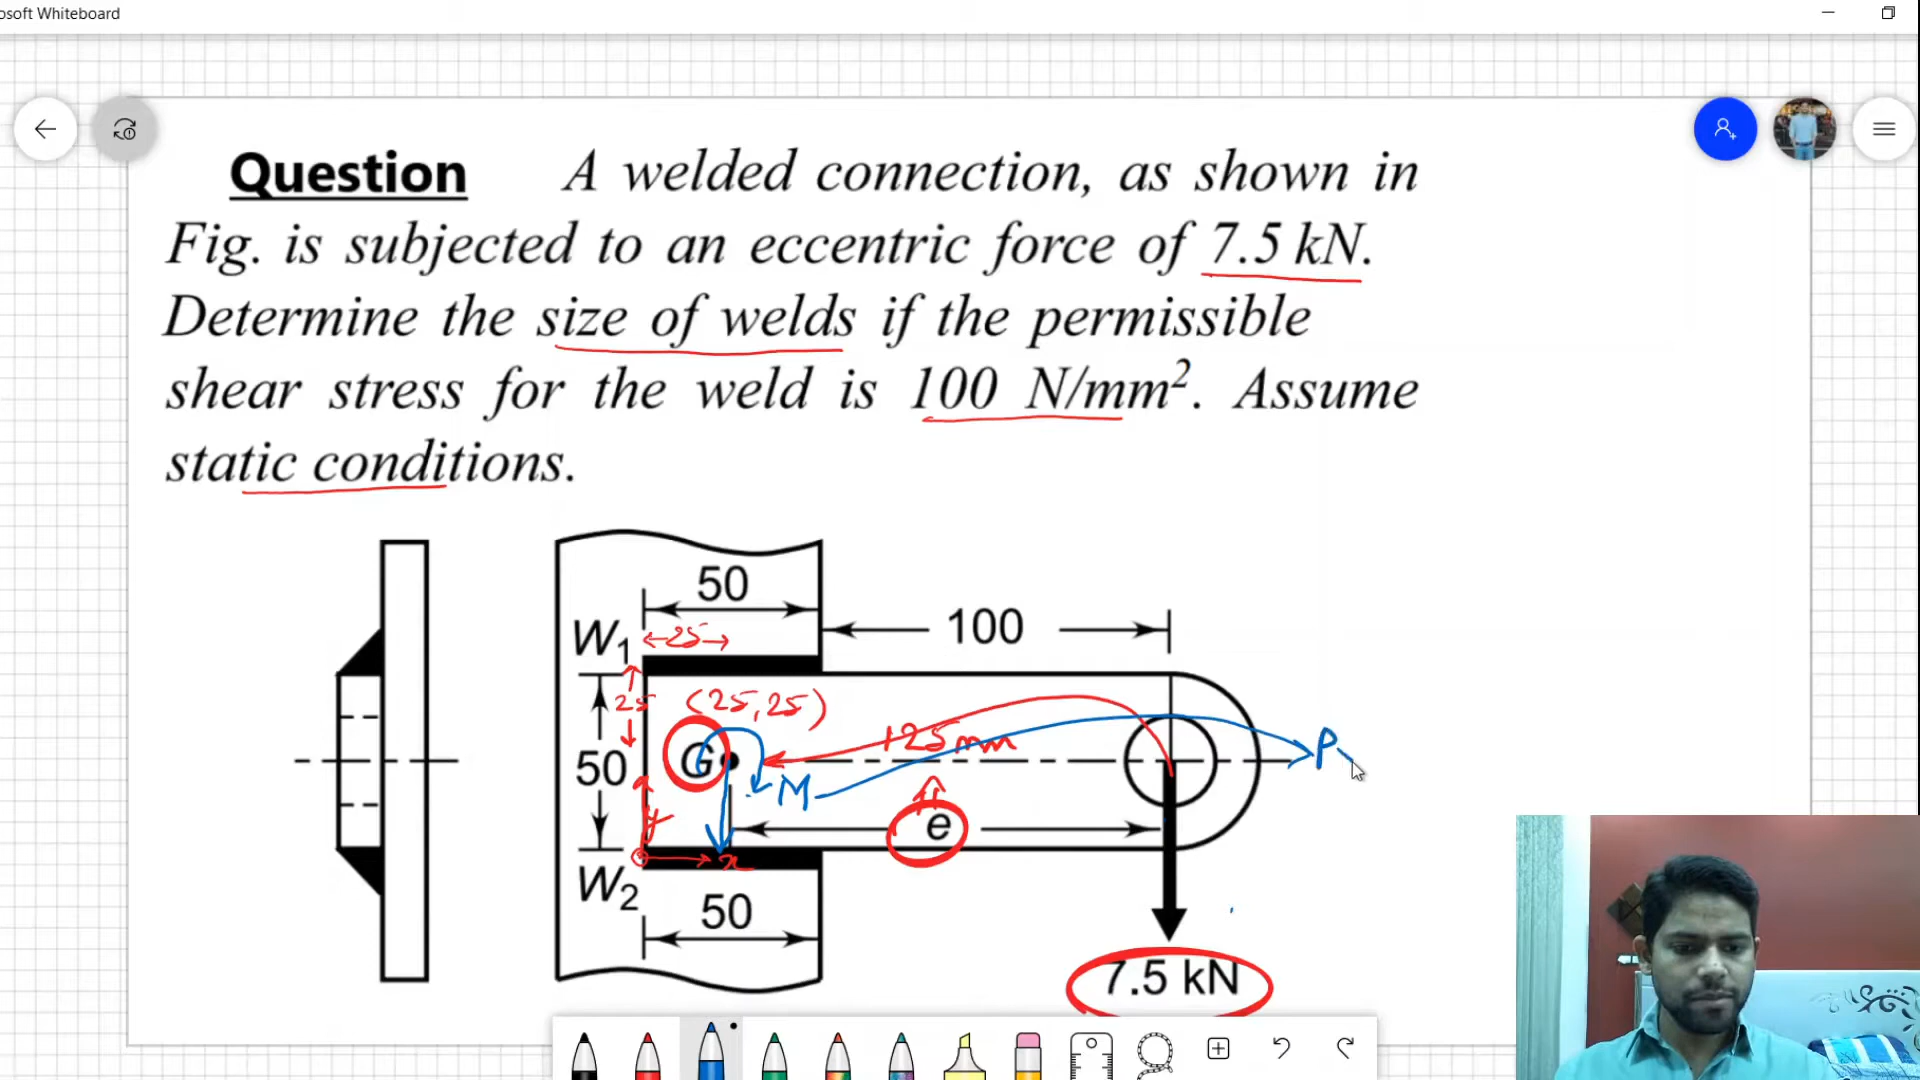 osoft Whiteboard
Question A welded connection, as shown in
Fig. is subjected to an eccentric force of 7.5 kN.
Determine the size of welds if the permissible
shear stress for the weld is 100 N/mm². Assume
static conditions.
50
100
W₁
25
25
(25,25)
125mm
G
50
M
P
e
y
x
W₂
50
7.5 kN